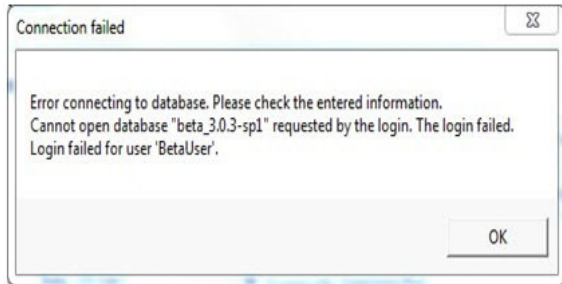 Connection failed
Error connecting to database. Please check the entered information.
Cannot open database "beta_3.0.3-sp1" requested by the login. The login failed.
Login failed for user 'BetaUser'.
OK